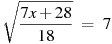 √((7x + 28)/18) = 7